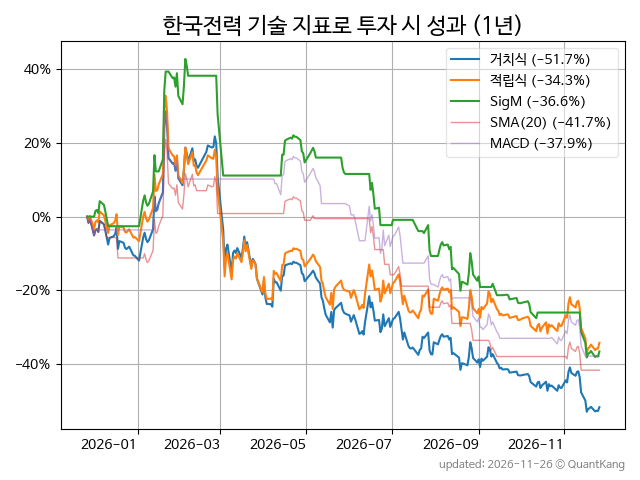 한국전력 기술 지표로 투자 시 성과 (1년)
거치식 (−51.7%)
적립식 (−34.3%)
SigM (−36.6%)
SMA(20) (−41.7%)
MACD (−37.9%)
40%
20%
0%
−20%
−40%
2026−01 2026−03 2026−05 2026−07 2026−09 2026−11
updated: 2026−11−26 © QuantKang